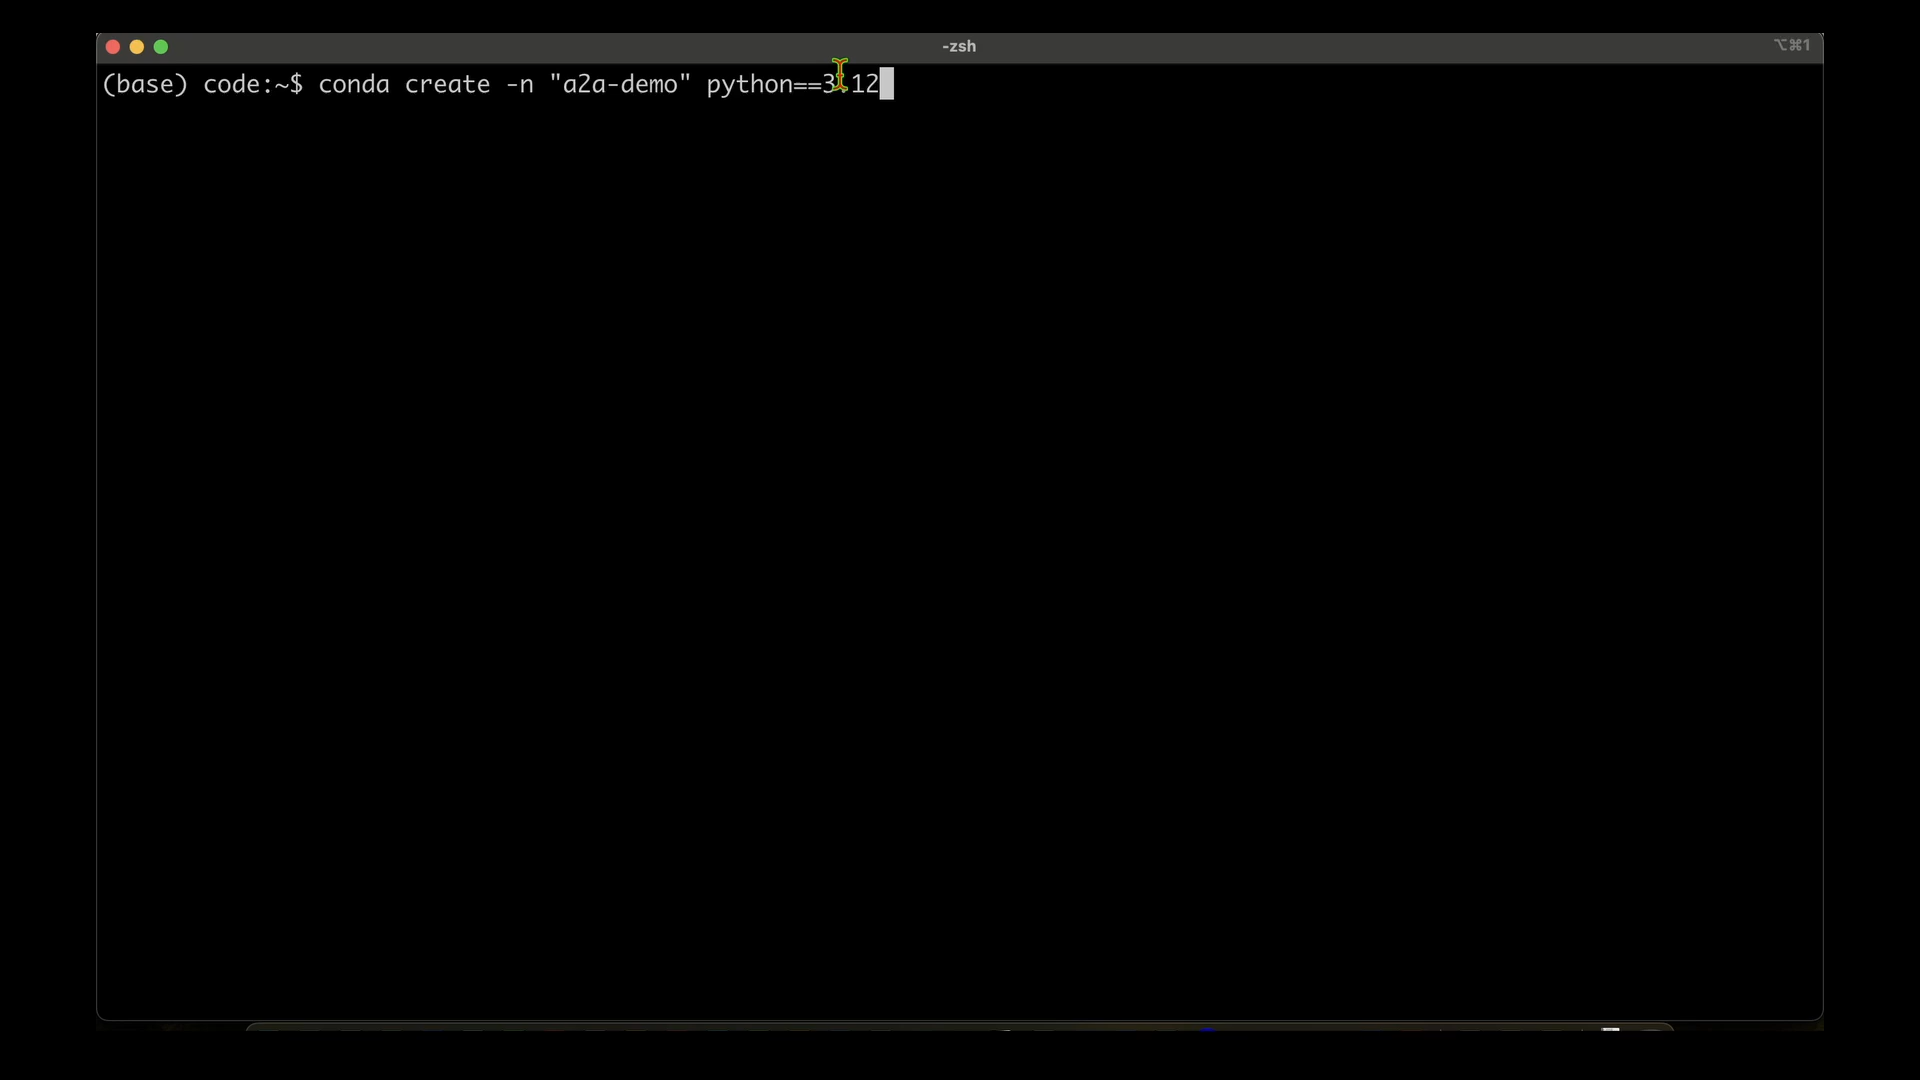 -zsh
⌥⌘1
(base) code:~$ conda create -n "a2a-demo" python==3.12